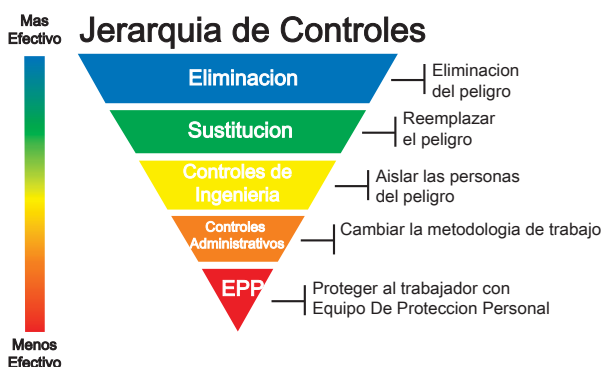 Mas
Efectivo
Jerarquia de Controles
Eliminacion
Eliminacion
del peligro
Sustitucion
Reemplazar
el peligro
Controles de
Ingenieria
Aislar las personas
del peligro
Controles
Administrativos
Cambiar la metodologia de trabajo
EPP
Proteger al trabajador con
Equipo De Proteccion Personal
Menos
Efectivo